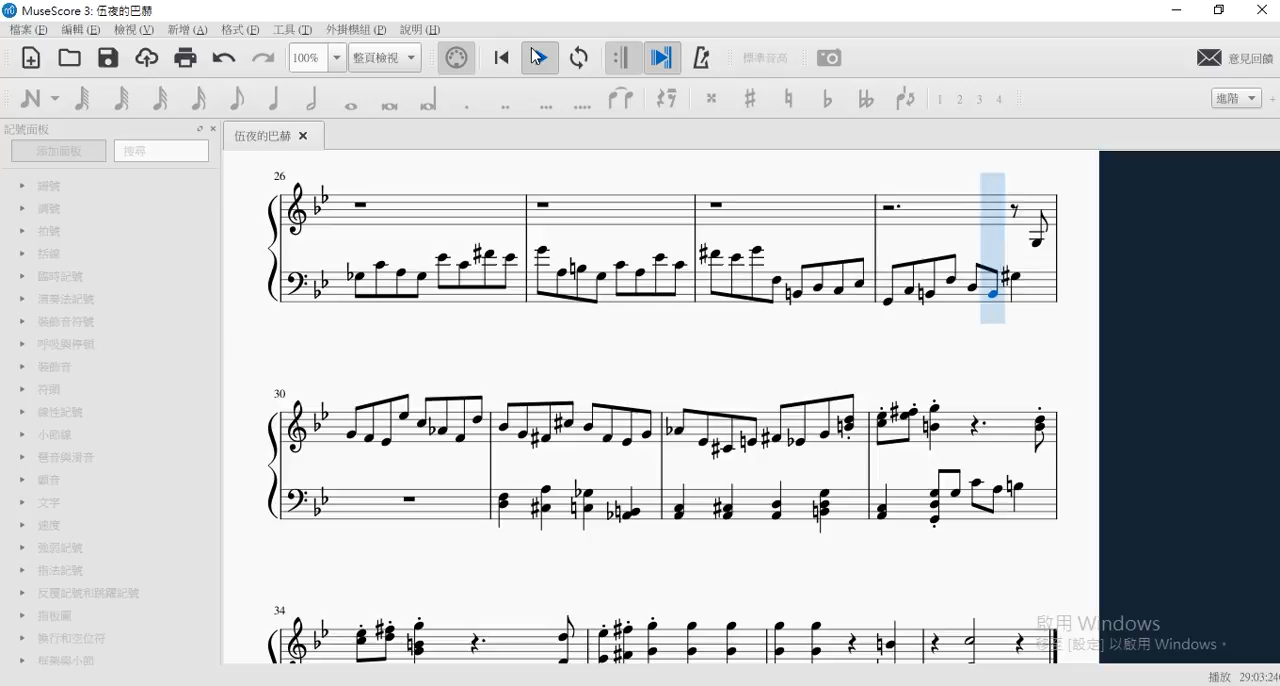 MuseScore 3: 伍夜的巴赫
檔案 (F) 編輯 (E) 檢視 (V) 新增 (A) 格式 (F) 工具 (T) 外掛模組 (P) 說明 (H)
100% 整頁檢視 標準音高 意見回饋
1 2 3 4 進階
記號面板
伍夜的巴赫
添加面板 搜尋
譜號
調號
拍號
括線
臨時記號
演奏法記號
裝飾音符號
呼吸與停頓
裝飾音
符頭
線性記號
小節線
琶音與滑音
顫音
文字
速度
強弱記號
指法記號
反覆記號和跳躍記號
指板圖
換行和空位符
框架與小節
26
30
34
啟用 Windows
移至 [設定] 以啟用 Windows。
播放 29:03:240